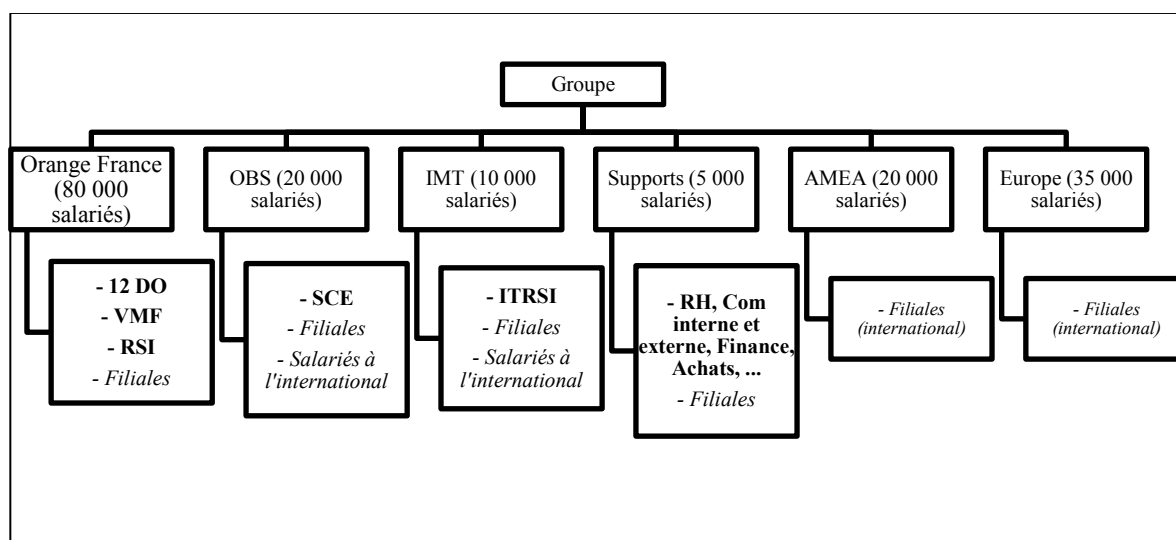 Groupe
Orange France
(80 000
salariés)
OBS (20 000
salariés)
IMT (10 000
salariés)
Supports (5 000
salariés)
AMEA (20 000
salariés)
Europe (35 000
salariés)
- 12 DO
- VMF
- RSI
- Filiales
- SCE
- Filiales
- Salariés à
l'international
- ITRSI
- Filiales
- Salariés à
l'international
- RH, Com
interne et
externe, Finance,
Achats, ...
- Filiales
- Filiales
(international)
- Filiales
(international)